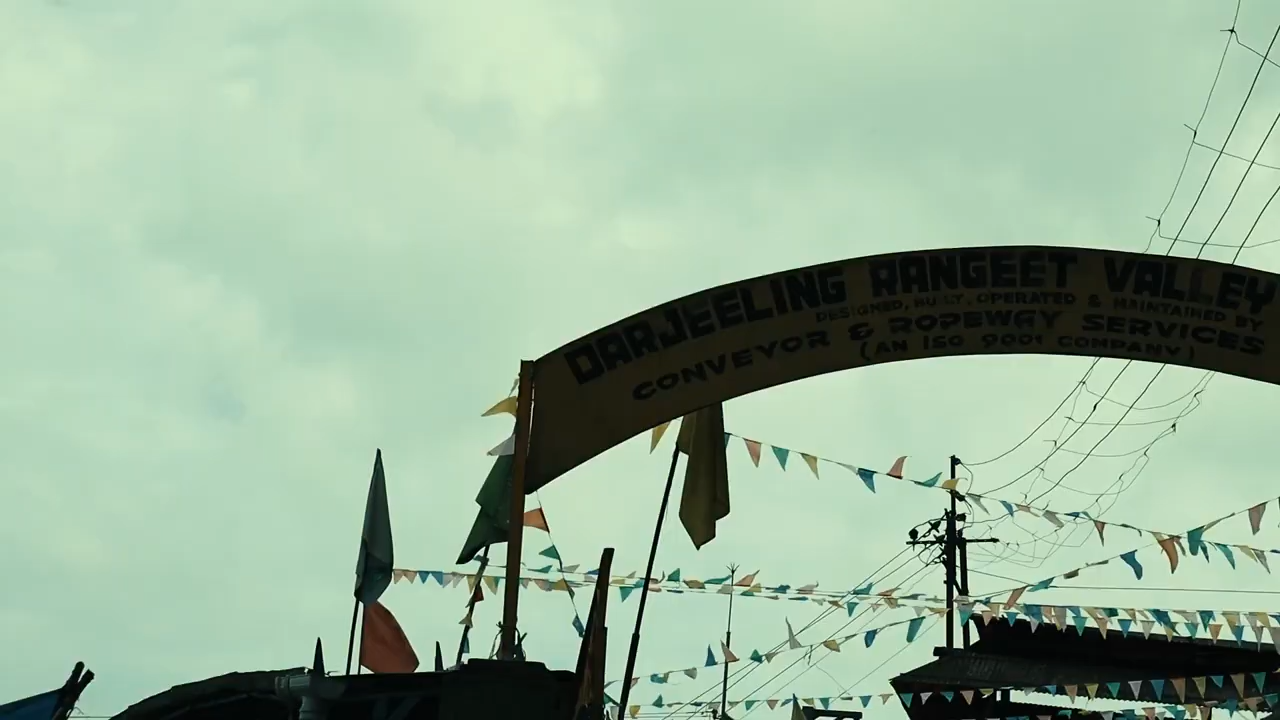 DARJEELING RANGEET VALLEY
DESIGNED, BUILT, OPERATED & MAINTAINED BY
CONVEYOR & ROPEWAY SERVICES
(AN ISO 9001 COMPANY)